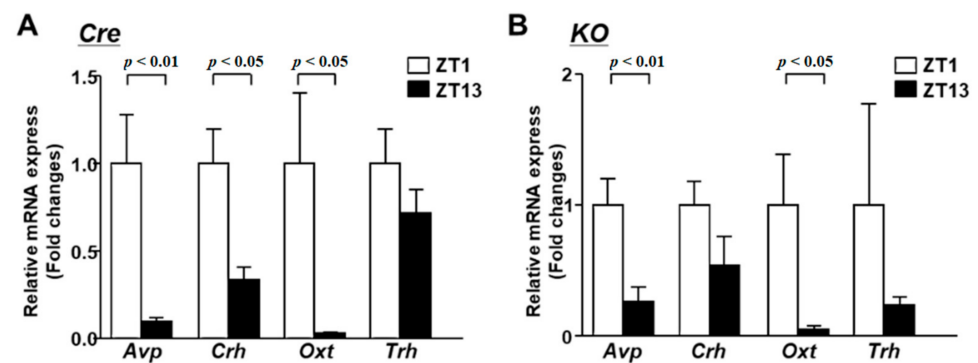 A Cre
p < 0.01 p < 0.05 p < 0.05
ZT1
ZT13
Relative mRNA express
(Fold changes)
1.5
1.0
0.5
0.0
Avp Crh Oxt Trh
B KO
p < 0.01 p < 0.05
ZT1
ZT13
Relative mRNA express
(Fold changes)
2
1
0
Avp Crh Oxt Trh